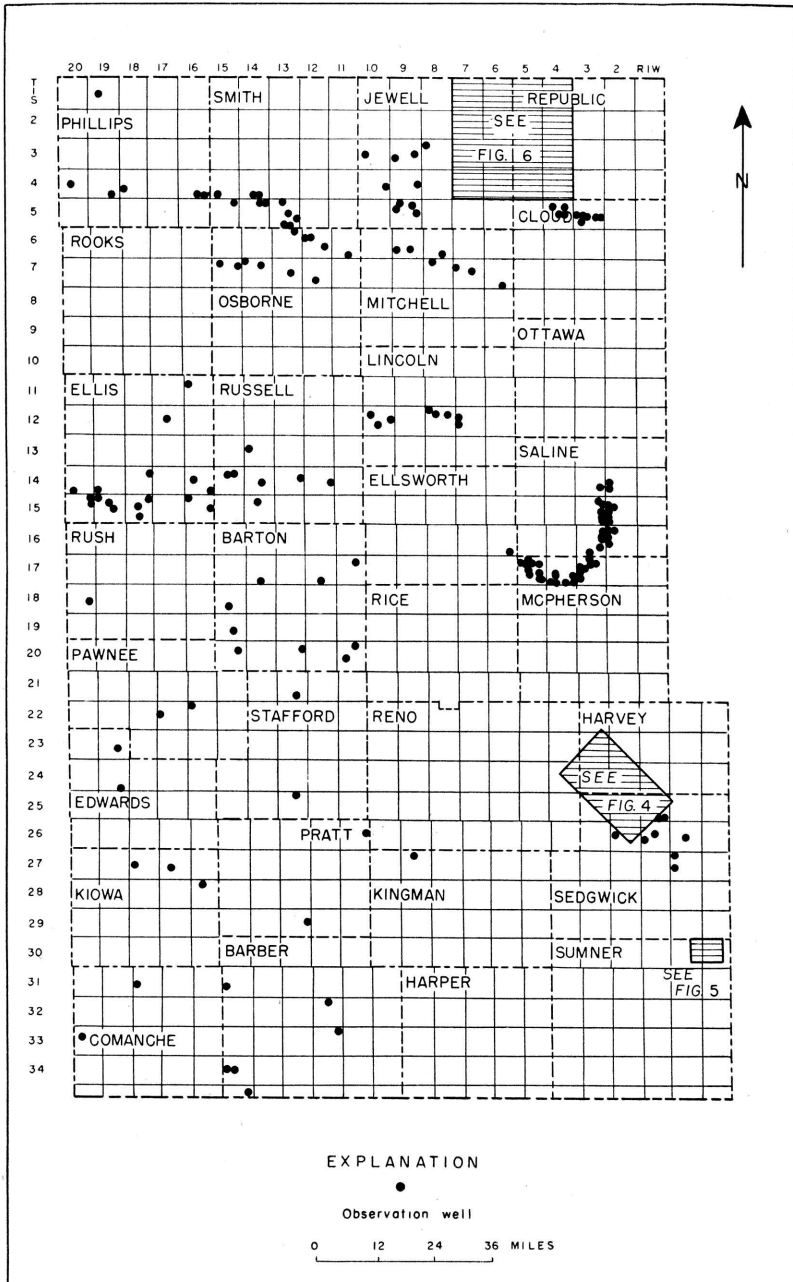 20 19 18 17 16 15 14 13 12 11 10 9 8 7 6 5 4 3 2 R I W
T
I
S
SMITH JEWELL REPUBLIC
2 PHILLIPS SEE
N
3 FIG. 6
4
5 CLOUD
6 ROOKS
7
8 OSBORNE MITCHELL
9 OTTAWA
10 LINCOLN
11 ELLIS RUSSELL
12
13 SALINE
14 ELLSWORTH
15
16 RUSH BARTON
17
18 RICE MCPHERSON
19
20 PAWNEE
21
22 STAFFORD RENO HARVEY
23
24 SEE
25 EDWARDS FIG. 4
26 PRATT
27
28 KIOWA KINGMAN SEDGWICK
29
30 BARBER SUMNER
31 HARPER SEE
FIG. 5
32
33 COMANCHE
34
EXPLANATION
Observation well
0 12 24 36 MILES